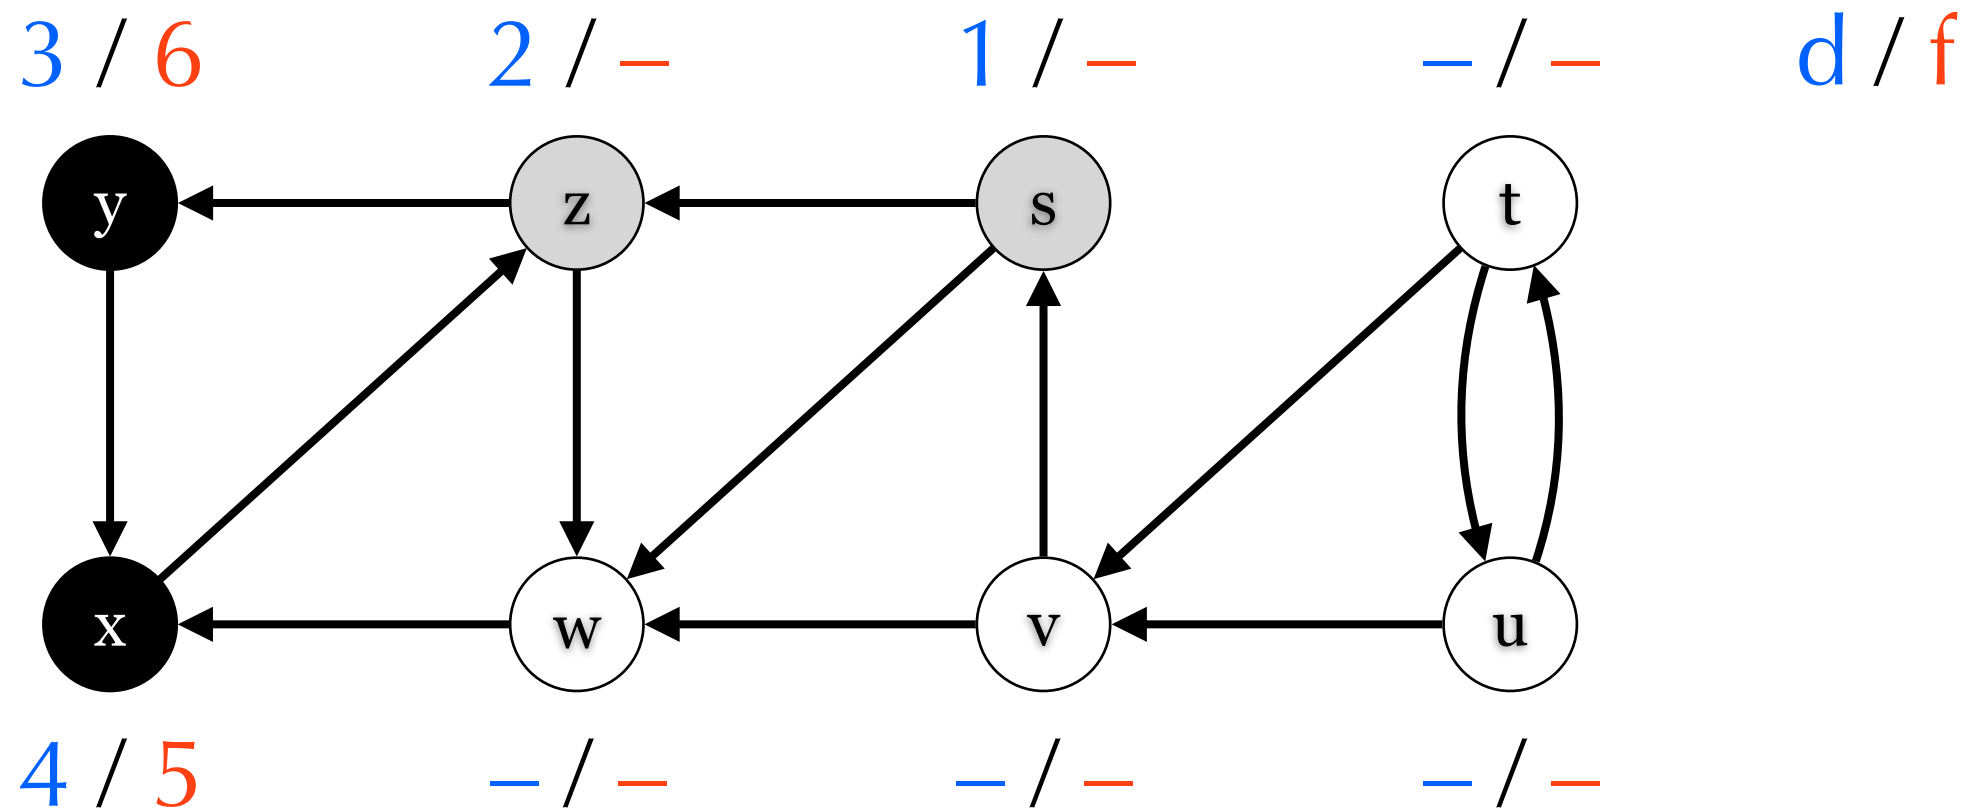 3 / 6 2 / – 1 / – – / – d / f
y z s t
x w v u
4 / 5 – / – – / – – / –